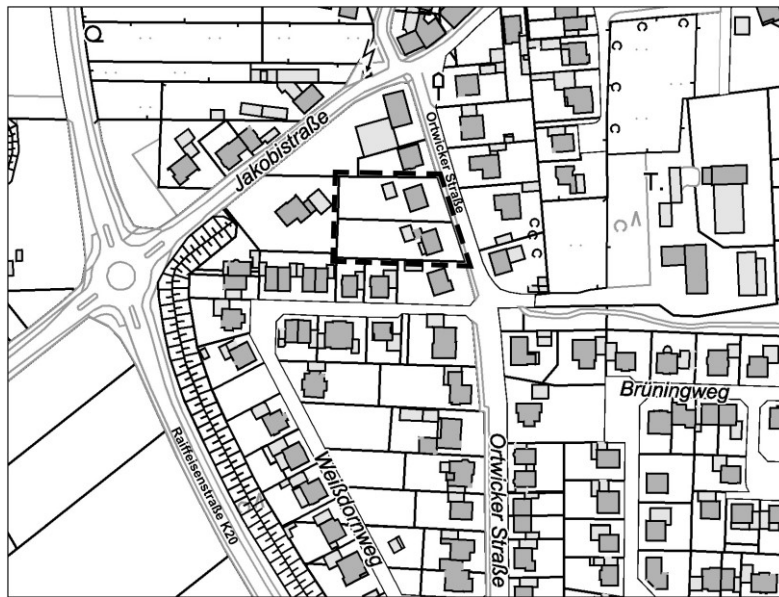 Jakobistraße
Ortwicker Straße
Brüningweg
Raiffeisenstraße K20
Weißdornweg
Ortwicker Straße
T.